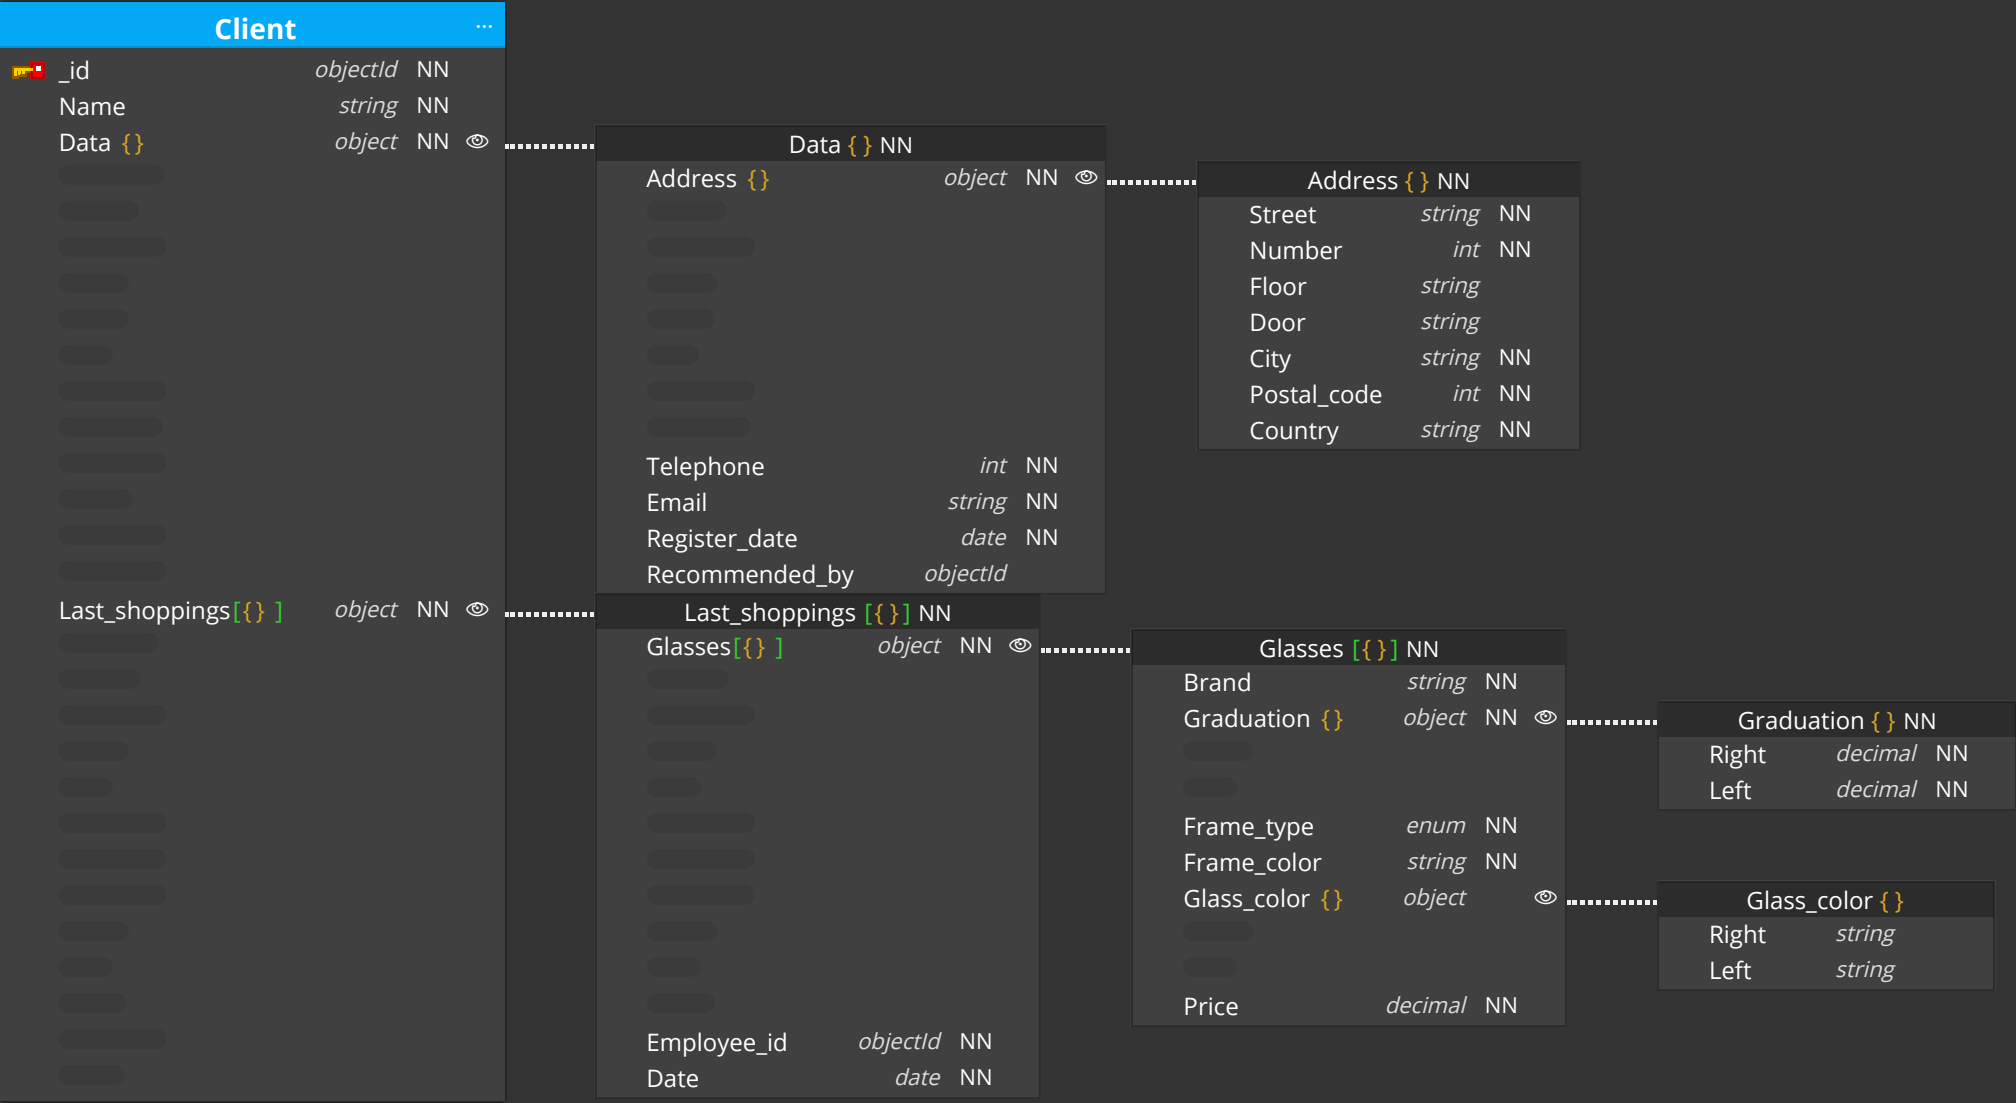 Client ...
_id objectId NN
Name string NN
Data {} object NN
Last_shoppings[{} ] object NN
Data { } NN
Address {} object NN
Telephone int NN
Email string NN
Register_date date NN
Recommended_by objectId
Address { } NN
Street string NN
Number int NN
Floor string
Door string
City string NN
Postal_code int NN
Country string NN
Last_shoppings [{ }] NN
Glasses[{} ] object NN
Employee_id objectId NN
Date date NN
Glasses [{ }] NN
Brand string NN
Graduation {} object NN
Frame_type enum NN
Frame_color string NN
Glass_color {} object
Price decimal NN
Graduation { } NN
Right decimal NN
Left decimal NN
Glass_color { }
Right string
Left string